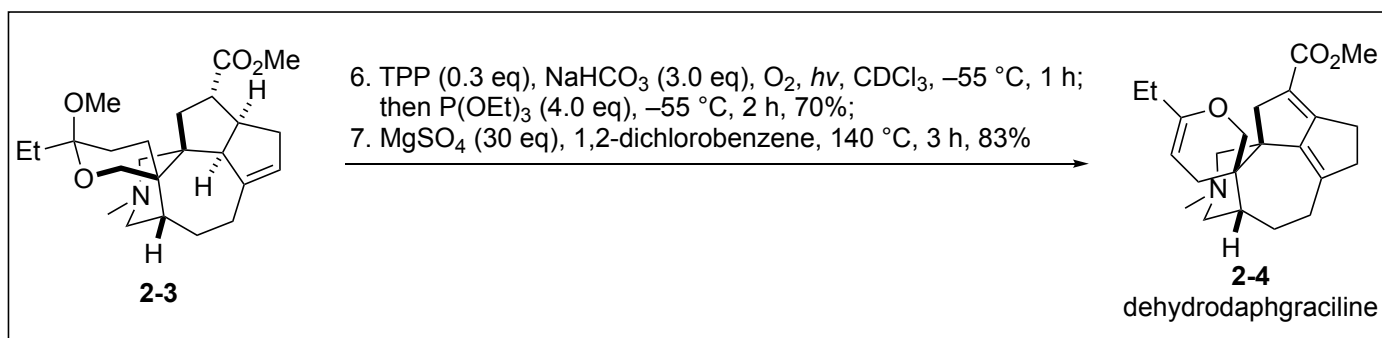 CO₂Me
H
OMe
Et
O
N
H
H
2-3
6. TPP (0.3 eq), NaHCO₃ (3.0 eq), O₂, hν, CDCl₃, –55 °C, 1 h;
then P(OEt)₃ (4.0 eq), –55 °C, 2 h, 70%;
7. MgSO₄ (30 eq), 1,2-dichlorobenzene, 140 °C, 3 h, 83%
CO₂Me
Et
O
N
H
2-4
dehydrodaphgraciline